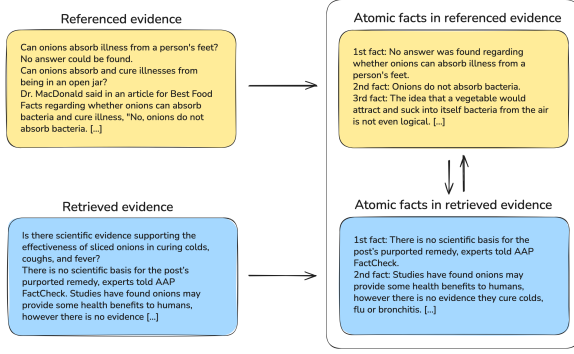 Referenced evidence
Can onions absorb illness from a person's feet?
No answer could be found.
Can onions absorb and cure illnesses from
being in an open jar?
Dr. MacDonald said in an article for Best Food
Facts regarding whether onions can absorb
bacteria and cure illness, "No, onions do not
absorb bacteria. [...]
Atomic facts in referenced evidence
1st fact: No answer was found regarding
whether onions can absorb illness from a
person's feet.
2nd fact: Onions do not absorb bacteria.
3rd fact: The idea that a vegetable would
attract and suck into itself bacteria from the air
is not even logical. [...]
Retrieved evidence
Is there scientific evidence supporting the
effectiveness of sliced onions in curing colds,
coughs, and fever?
There is no scientific basis for the post's
purported remedy, experts told AAP
FactCheck. Studies have found onions may
provide some health benefits to humans,
however there is no evidence [...]
Atomic facts in retrieved evidence
1st fact: There is no scientific basis for the
post's purported remedy, experts told AAP
FactCheck.
2nd fact: Studies have found onions may
provide some health benefits to humans,
however there is no evidence they cure colds,
flu or bronchitis. [...]